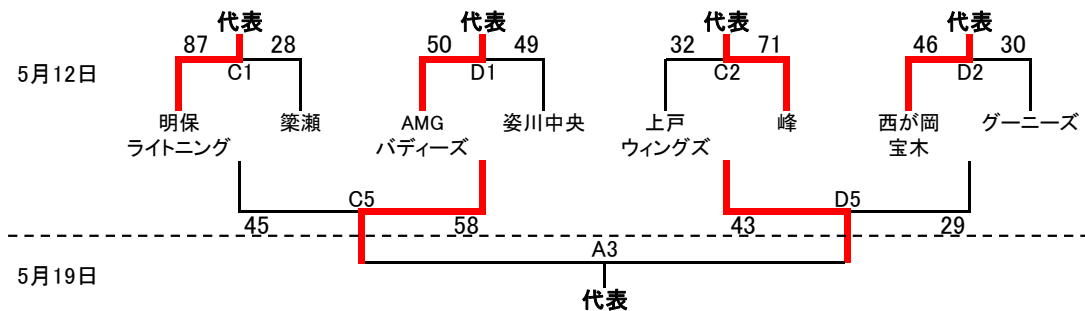 代表 代表 代表 代表
87 28 50 49 32 71 46 30
5月12日 C1 D1 C2 D2
明保 簗瀬 AMG 姿川中央 上戸 峰 西が岡 グーニーズ
ライトニング バディーズ ウィングズ 宝木
C5 D5
45 58 43 29
A3
5月19日
代表